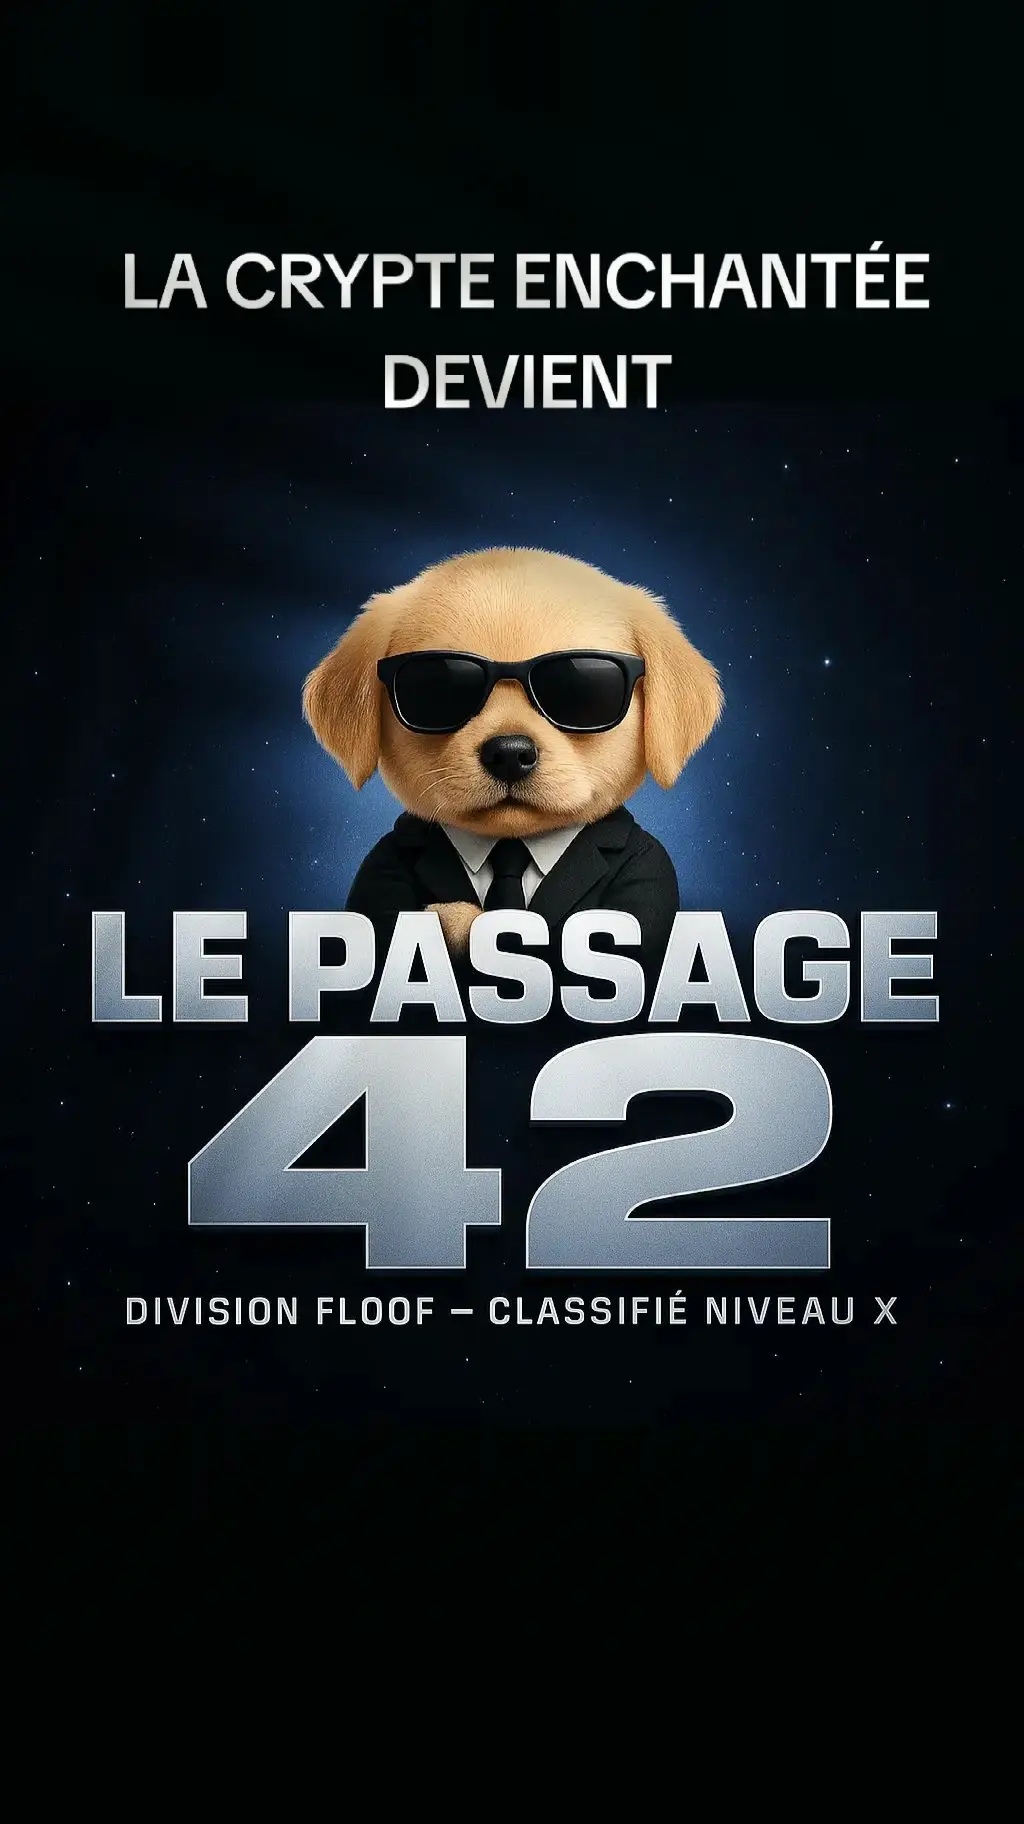 LA CRYPTE ENCHANTÉE
DEVIENT
LE PASSAGE
42
DIVISION FLOOF – CLASSIFIÉ NIVEAU X